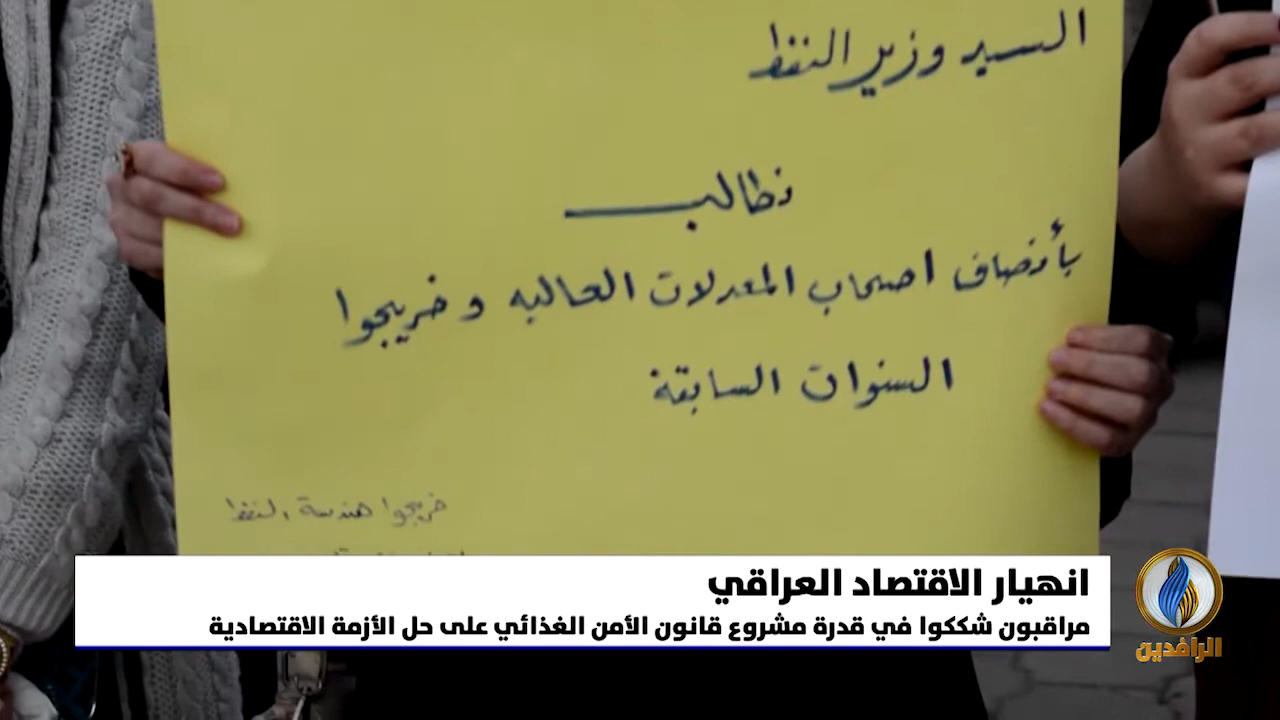 السيد وزير النفط
نطالب
بأنصاف اصحاب المعدلات العاليه و خريجوا
السنوات السابقة
خريجوا هندسة النفط
انهيار الاقتصاد العراقي
مراقبون شككوا في قدرة مشروع قانون الأمن الغذائي على حل الأزمة الاقتصادية
الرافدين